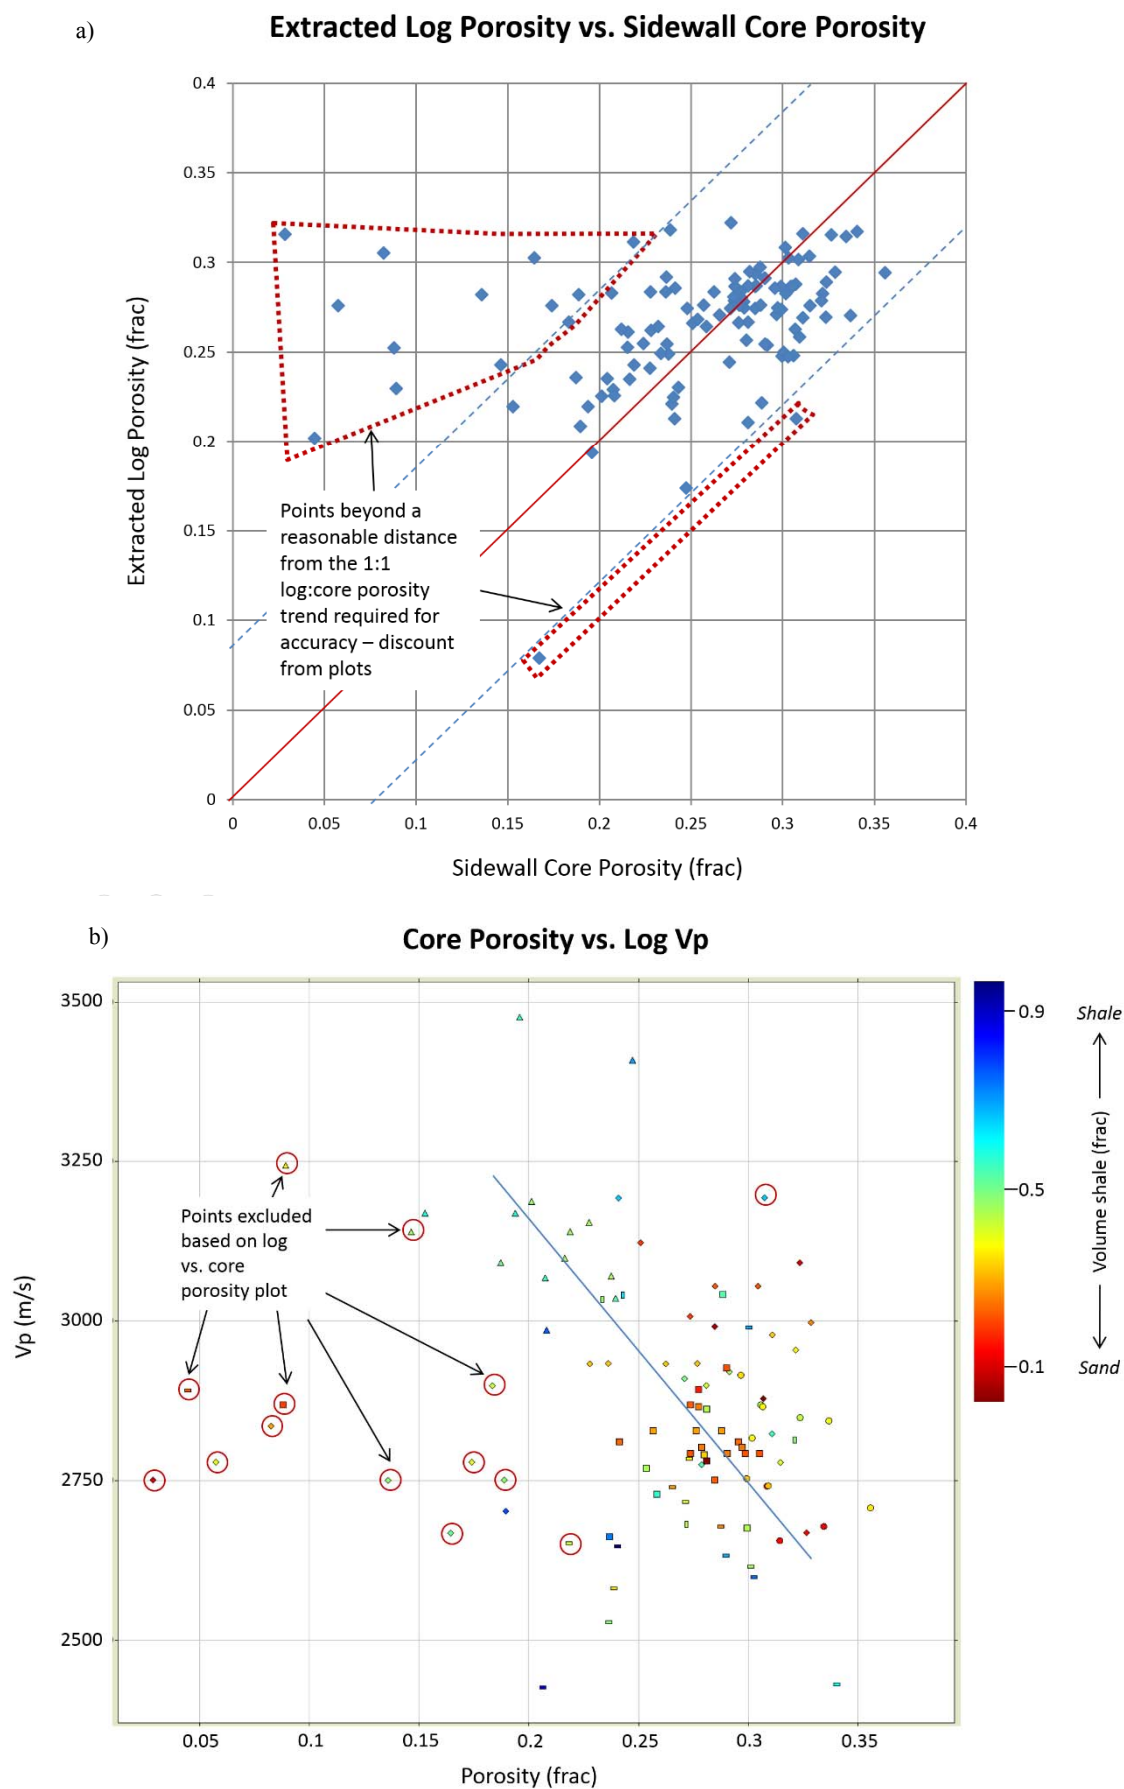 a)
Extracted Log Porosity vs. Sidewall Core Porosity
0.4
0.35
0.3
0.25
0.2
0.15
0.1
0.05
0
Extracted Log Porosity (frac)
Points beyond a
reasonable distance
from the 1:1
log:core porosity
trend required for
accuracy – discount
from plots
0
0.05
0.1
0.15
0.2
0.25
0.3
0.35
0.4
Sidewall Core Porosity (frac)
b)
Core Porosity vs. Log Vp
3500
3250
3000
2750
2500
Vp (m/s)
Points excluded
based on log
vs. core
porosity plot
0.05
0.1
0.15
0.2
0.25
0.3
0.35
Porosity (frac)
0.9
0.5
0.1
Shale
Volume shale (frac)
Sand